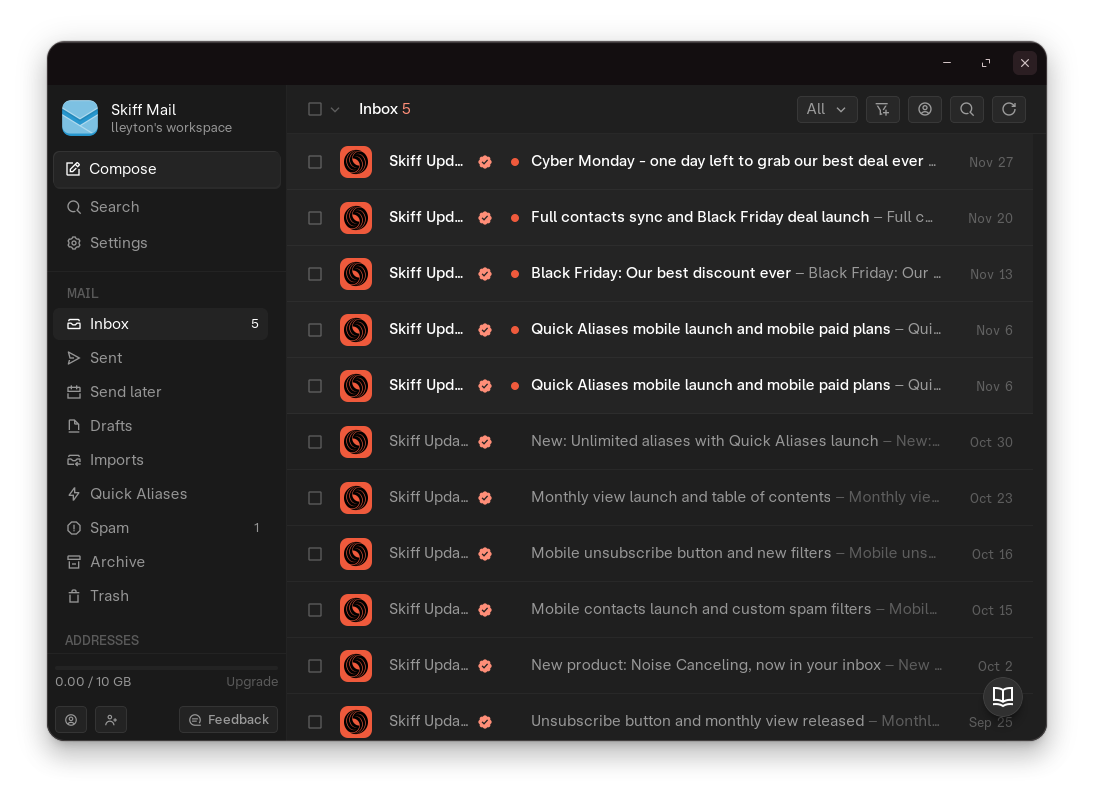 Skiff Mail
lleyton's workspace
Compose
Search
Settings
MAIL
Inbox 5
Sent
Send later
Drafts
Imports
Quick Aliases
Spam 1
Archive
Trash
ADDRESSES
0.00 / 10 GB Upgrade
Feedback
Inbox 5 All
Skiff Upd... Cyber Monday - one day left to grab our best deal ever ... Nov 27
Skiff Upd... Full contacts sync and Black Friday deal launch – Full c... Nov 20
Skiff Upd... Black Friday: Our best discount ever – Black Friday: Our ... Nov 13
Skiff Upd... Quick Aliases mobile launch and mobile paid plans – Qui... Nov 6
Skiff Upd... Quick Aliases mobile launch and mobile paid plans – Qui... Nov 6
Skiff Upda... New: Unlimited aliases with Quick Aliases launch – New:... Oct 30
Skiff Upda... Monthly view launch and table of contents – Monthly vie... Oct 23
Skiff Upda... Mobile unsubscribe button and new filters – Mobile uns... Oct 16
Skiff Upda... Mobile contacts launch and custom spam filters – Mobil... Oct 15
Skiff Upda... New product: Noise Canceling, now in your inbox – New ... Oct 2
Skiff Upda... Unsubscribe button and monthly view released – Monthl... Sep 25